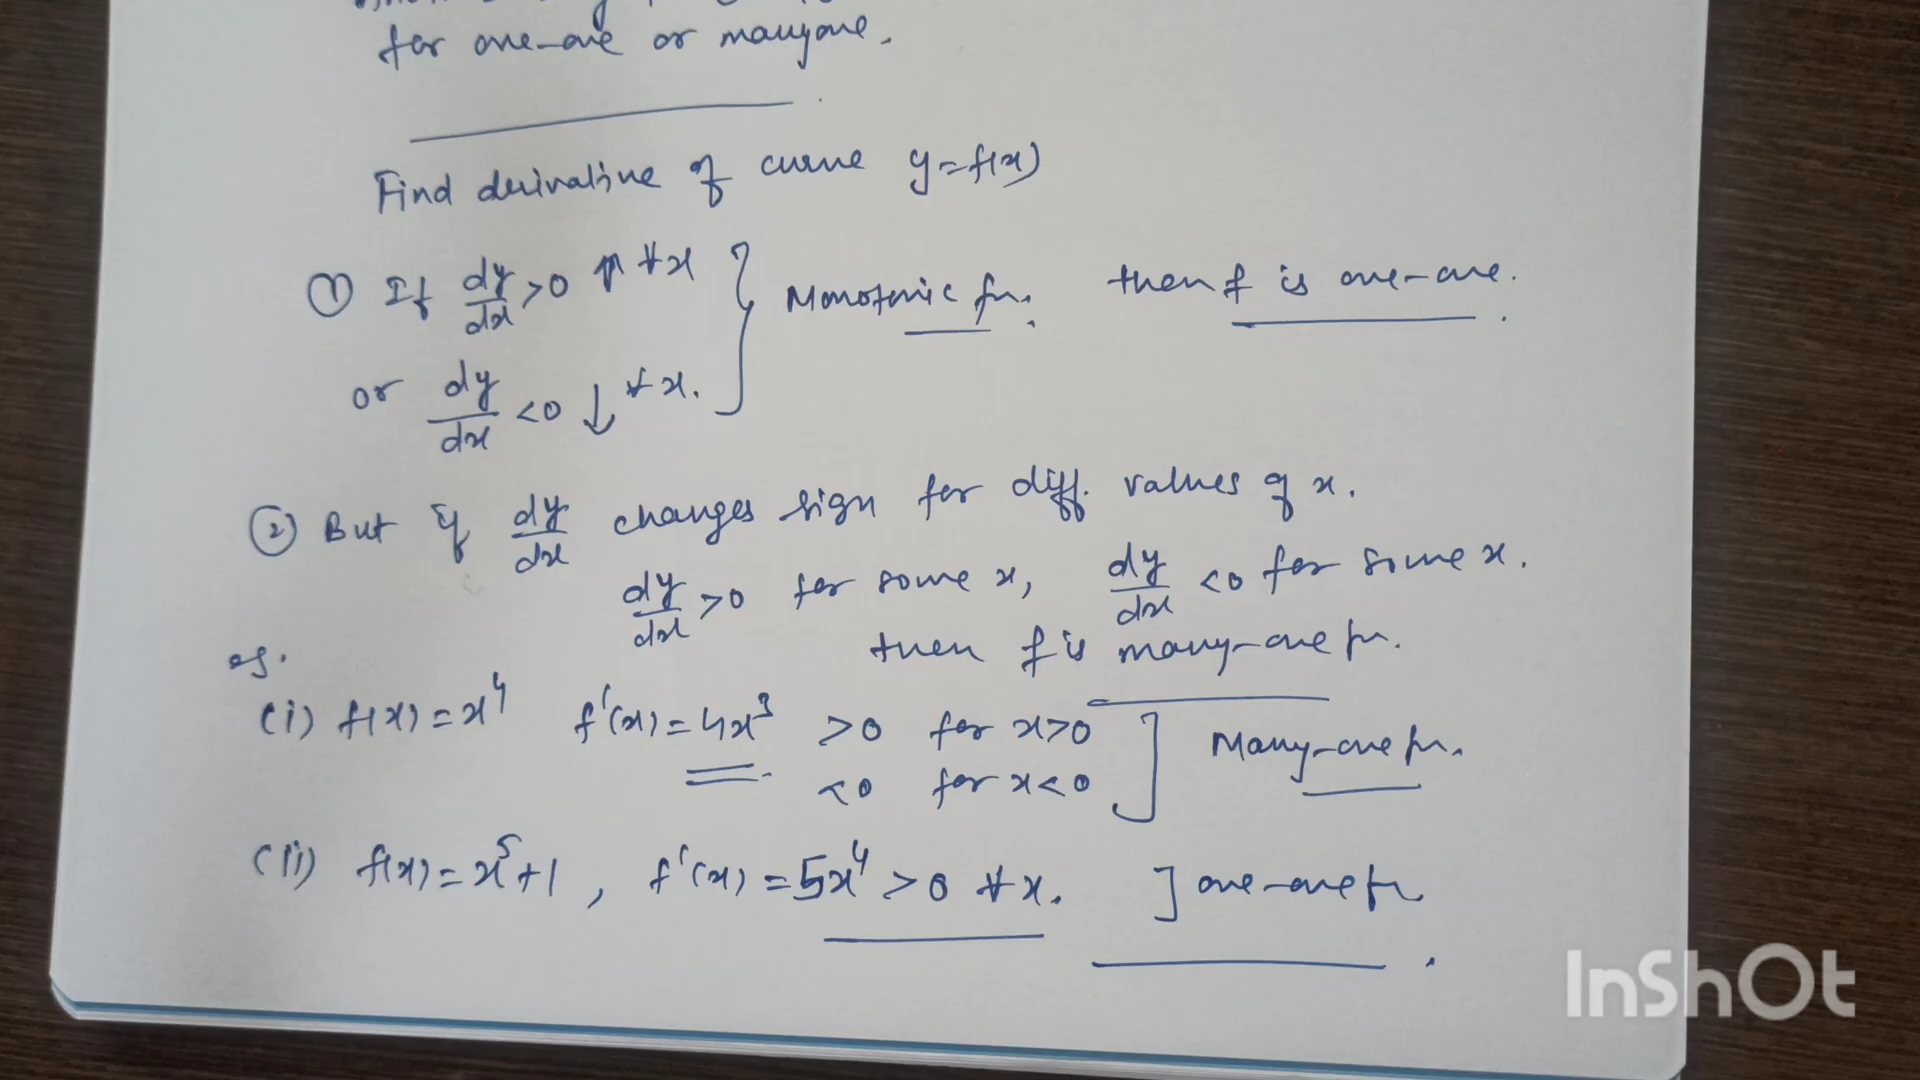 for one-one or manyone.
Find derivative of curve y=f(x)
① If dy/dx >0 ↑ ∀x
or dy/dx <0 ↓ ∀x.
Monotonic fn. then f is one-one.
② But if dy/dx changes sign for diff. values of x.
dy/dx >0 for some x, dy/dx <0 for some x.
then f is many-one fn.
eg.
(i) f(x)=x⁴ f'(x)=4x³ >0 for x>0
<0 for x<0
] Many-one fn.
(ii) f(x)=x⁵+1, f'(x)=5x⁴>0 ∀x. ] one-one fn
InShOt